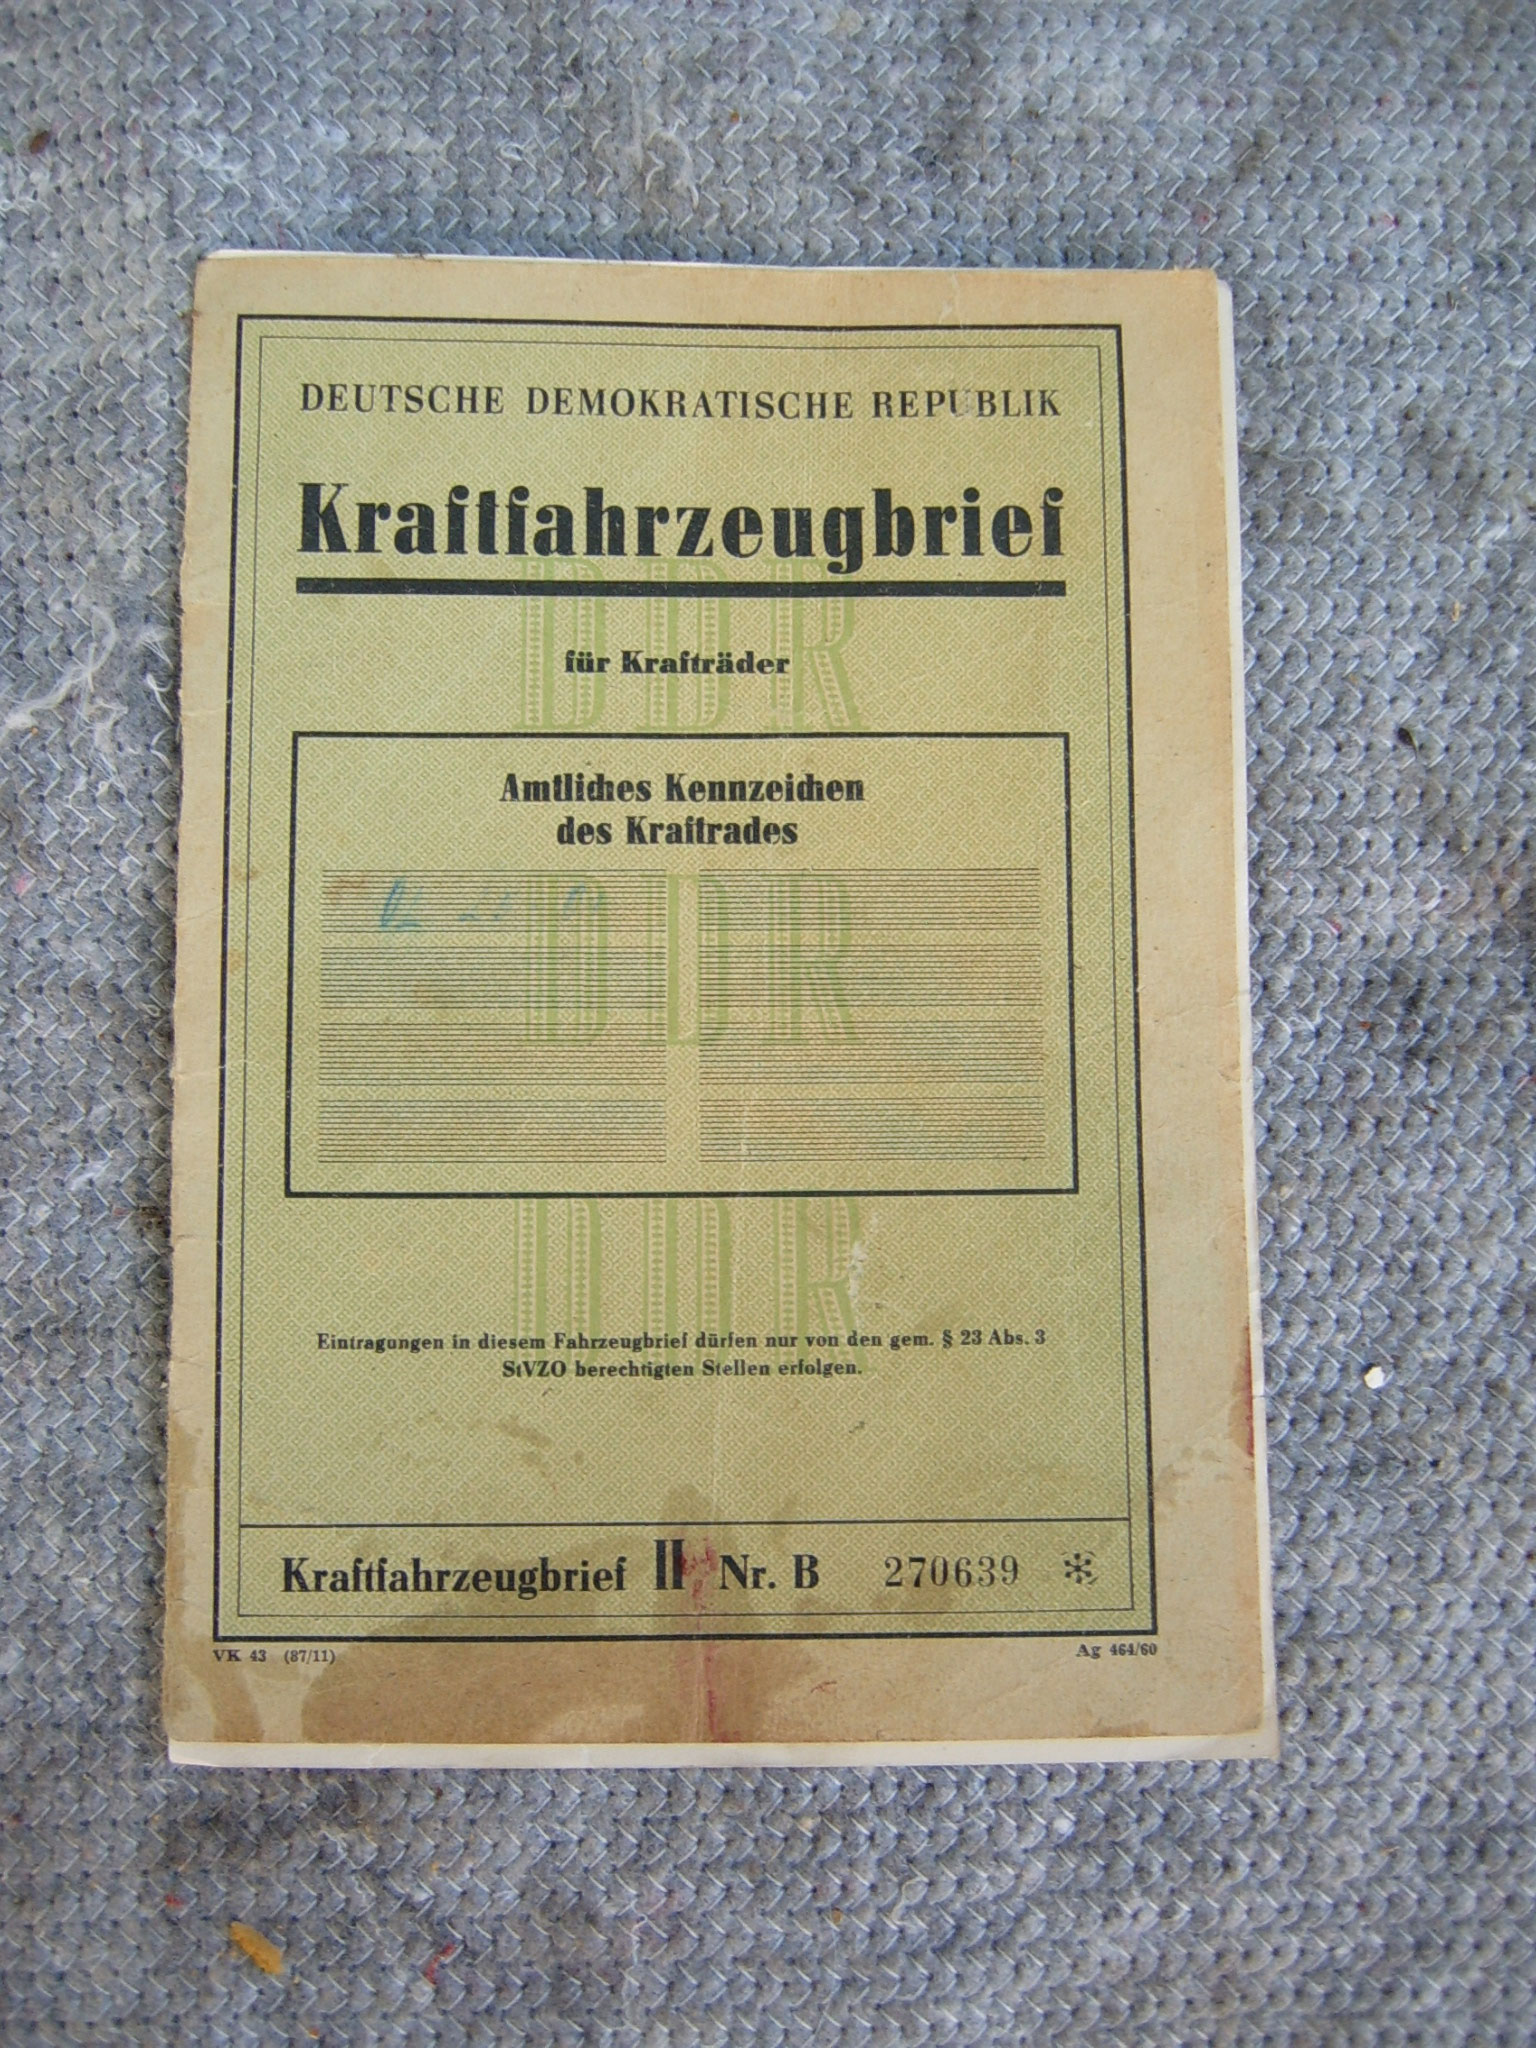 DEUTSCHE DEMOKRATISCHE REPUBLIK
Kraftfahrzeugbrief
DDR
für Krafträder
Amtliches Kennzeichen
des Kraftrades
DDR
DDR
Eintragungen in diesem Fahrzeugbrief dürfen nur von den gem. § 23 Abs. 3
StVZO berechtigten Stellen erfolgen.
Kraftfahrzeugbrief II Nr. B 270639 *
VK 43 (87/11) Ag 464/60